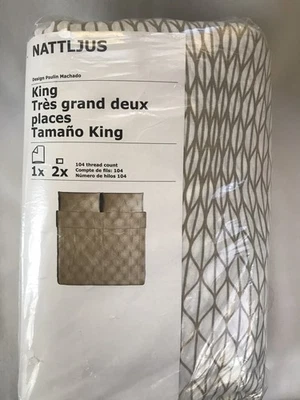 NATTLJUS
Design Paulin Machado
King
Très grand deux
places
Tamaño King
1x 2x
104 thread count
Compte de fils: 104
Número de hilos 104